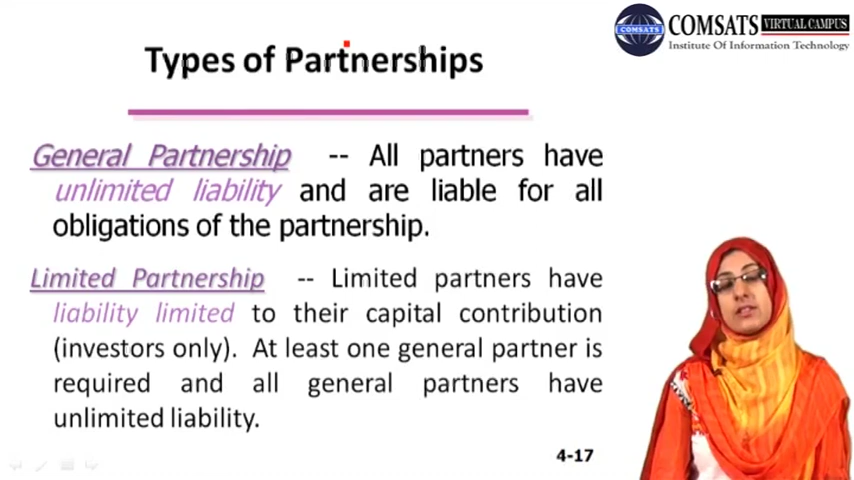 COMSATS
COMSATS VIRTUAL CAMPUS
Institute Of Information Technology
Types of Partnerships
General Partnership -- All partners have
unlimited liability and are liable for all
obligations of the partnership.
Limited Partnership -- Limited partners have
liability limited to their capital contribution
(investors only). At least one general partner is
required and all general partners have
unlimited liability.
4-17